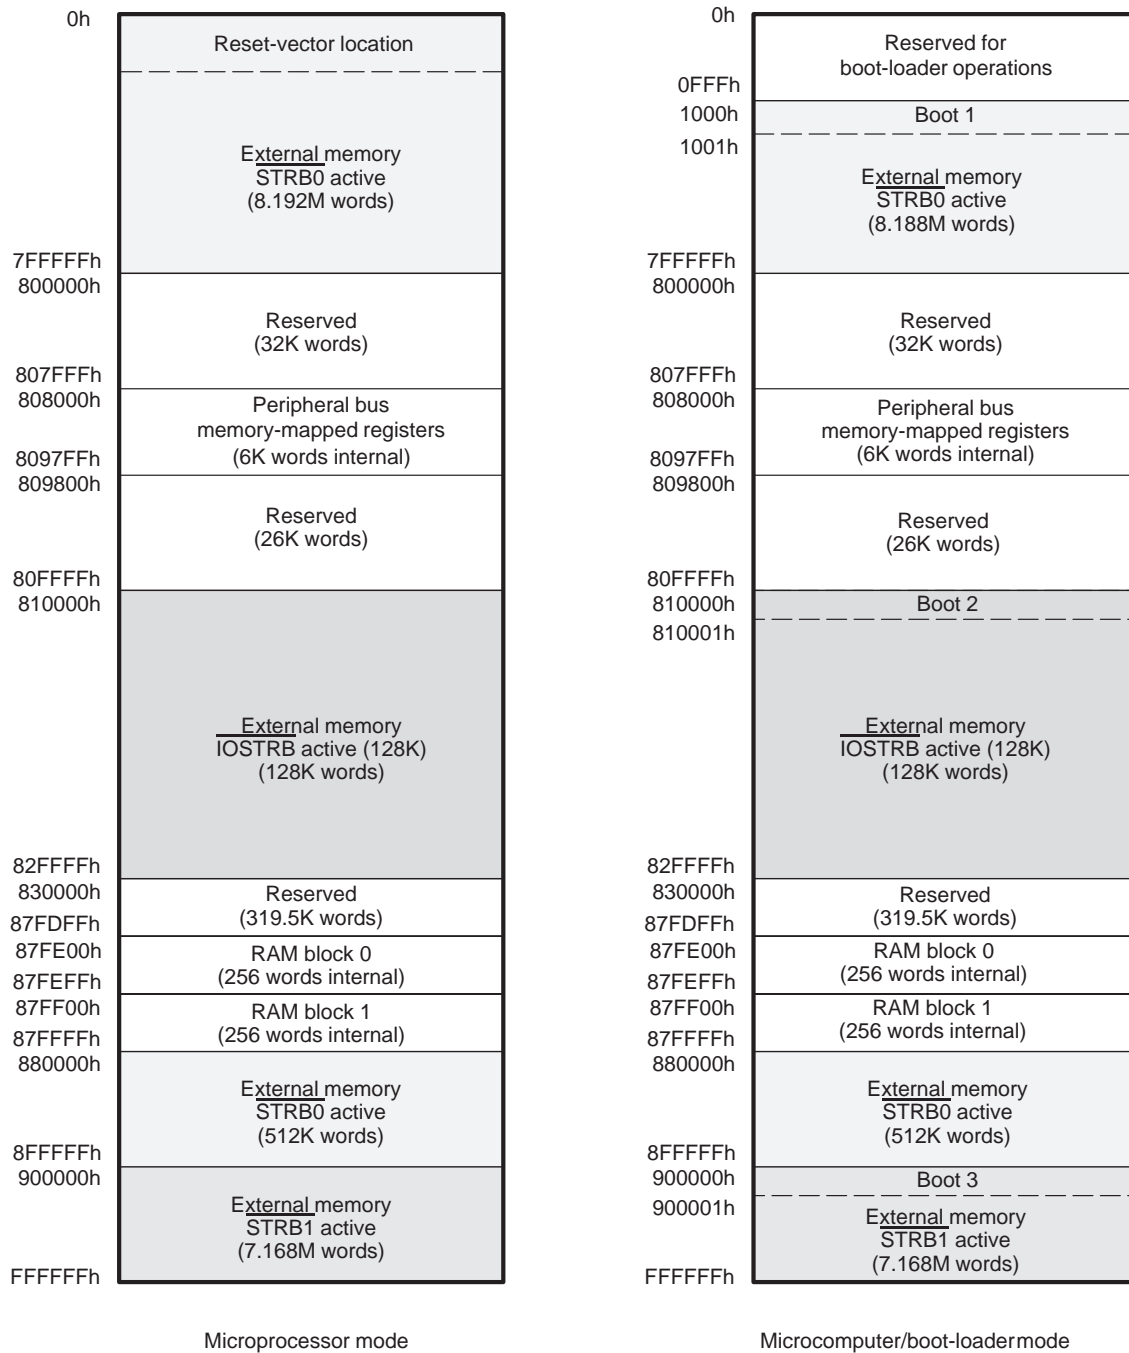 0h
Reset-vector location
External memory
STRB0 active
(8.192M words)
7FFFFFh
800000h
Reserved
(32K words)
807FFFh
808000h
Peripheral bus
memory-mapped registers
(6K words internal)
8097FFh
809800h
Reserved
(26K words)
80FFFFh
810000h
External memory
IOSTRB active (128K)
(128K words)
82FFFFh
830000h
Reserved
(319.5K words)
87FDFFh
87FE00h
RAM block 0
(256 words internal)
87FEFFh
87FF00h
RAM block 1
(256 words internal)
87FFFFh
880000h
External memory
STRB0 active
(512K words)
8FFFFFh
900000h
External memory
STRB1 active
(7.168M words)
FFFFFFh
Microprocessor mode
0h
Reserved for
boot-loader operations
0FFFh
1000h
Boot 1
1001h
External memory
STRB0 active
(8.188M words)
7FFFFFh
800000h
Reserved
(32K words)
807FFFh
808000h
Peripheral bus
memory-mapped registers
(6K words internal)
8097FFh
809800h
Reserved
(26K words)
80FFFFh
810000h
Boot 2
810001h
External memory
IOSTRB active (128K)
(128K words)
82FFFFh
830000h
Reserved
(319.5K words)
87FDFFh
87FE00h
RAM block 0
(256 words internal)
87FEFFh
87FF00h
RAM block 1
(256 words internal)
87FFFFh
880000h
External memory
STRB0 active
(512K words)
8FFFFFh
900000h
Boot 3
900001h
External memory
STRB1 active
(7.168M words)
FFFFFFh
Microcomputer/boot-loadermode